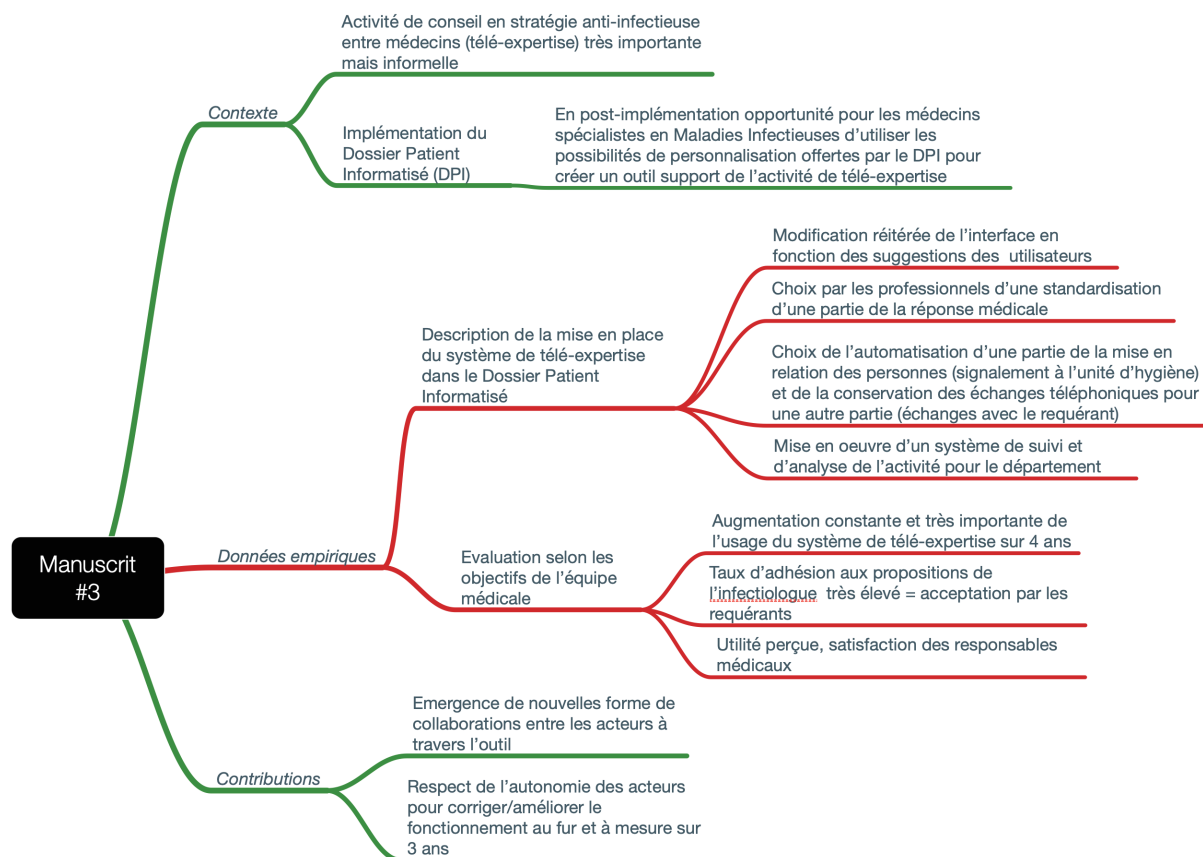 Activité de conseil en stratégie anti-infectieuse
entre médecins (télé-expertise) très importante
mais informelle
Contexte
Implémentation du
Dossier Patient
Informatisé (DPI)
En post-implémentation opportunité pour les médecins
spécialistes en Maladies Infectieuses d'utiliser les
possibilités de personnalisation offertes par le DPI pour
créer un outil support de l'activité de télé-expertise
Modification réitérée de l'interface en
fonction des suggestions des utilisateurs
Choix par les professionnels d'une standardisation
d'une partie de la réponse médicale
Description de la mise en place
du système de télé-expertise
dans le Dossier Patient
Informatisé
Choix de l'automatisation d'une partie de la mise en
relation des personnes (signalement à l'unité d'hygiène)
et de la conservation des échanges téléphoniques pour
une autre partie (échanges avec le requérant)
Mise en oeuvre d'un système de suivi et
d'analyse de l'activité pour le département
Manuscrit
#3
Données empiriques
Evaluation selon les
objectifs de l'équipe
médicale
Augmentation constante et très importante de
l'usage du système de télé-expertise sur 4 ans
Taux d'adhésion aux propositions de
l'infectiologue très élevé = acceptation par les
requérants
Utilité perçue, satisfaction des responsables
médicaux
Emergence de nouvelles forme de
collaborations entre les acteurs à
travers l'outil
Contributions
Respect de l'autonomie des acteurs
pour corriger/améliorer le
fonctionnement au fur et à mesure sur
3 ans